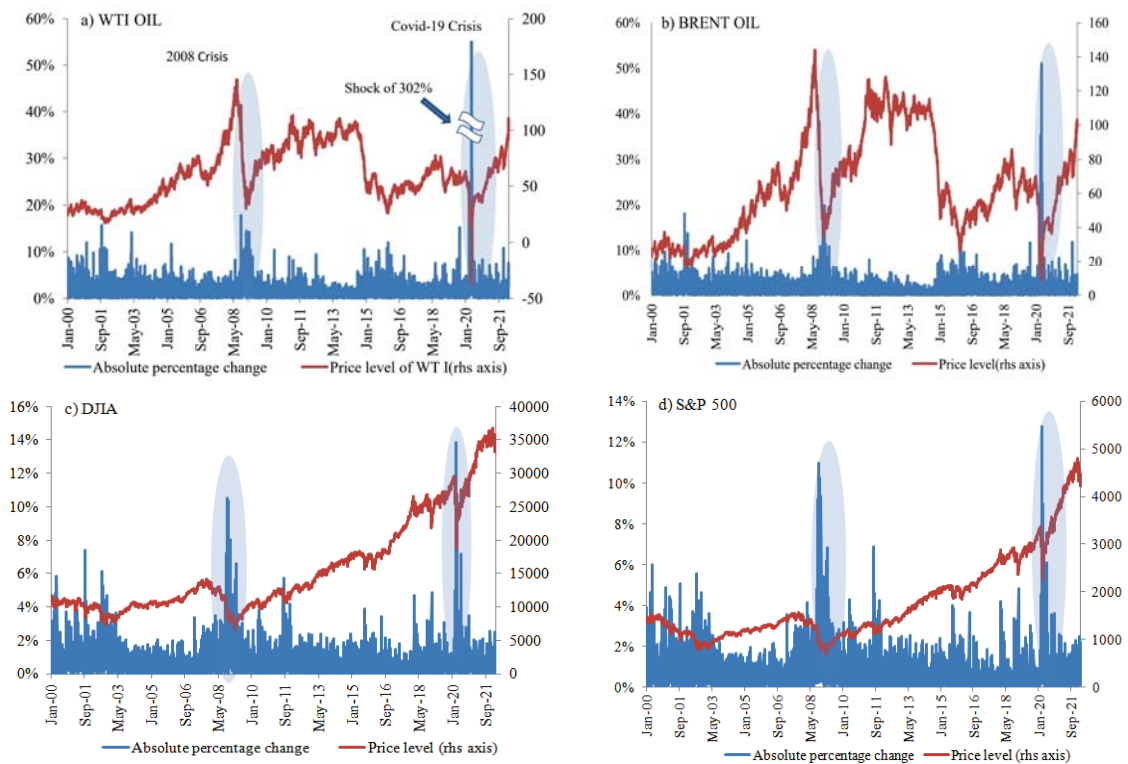 a) WTI OIL
Covid-19 Crisis
2008 Crisis
Shock of 302%
60%
50%
40%
30%
20%
10%
0%
200
150
100
50
0
-50
Jan-00
Sep-01
May-03
Jan-05
Sep-06
May-08
Jan-10
Sep-11
May-13
Jan-15
Sep-16
May-18
Jan-20
Sep-21
Absolute percentage change
Price level of WT I(rhs axis)
b) BRENT OIL
60%
50%
40%
30%
20%
10%
0%
160
140
120
100
80
60
40
20
0
Jan-00
Sep-01
May-03
Jan-05
Sep-06
May-08
Jan-10
Sep-11
May-13
Jan-15
Sep-16
May-18
Jan-20
Sep-21
Absolute percentage change
Price level(rhs axis)
c) DJIA
16%
14%
12%
10%
8%
6%
4%
2%
0%
40000
35000
30000
25000
20000
15000
10000
5000
0
Jan-00
Sep-01
May-03
Jan-05
Sep-06
May-08
Jan-10
Sep-11
May-13
Jan-15
Sep-16
May-18
Jan-20
Sep-21
Absolute percentage change
Price level (rhs axis)
d) S&P 500
14%
12%
10%
8%
6%
4%
2%
0%
6000
5000
4000
3000
2000
1000
0
Jan-00
Sep-01
May-03
Jan-05
Sep-06
May-08
Jan-10
Sep-11
May-13
Jan-15
Sep-16
May-18
Jan-20
Sep-21
Absolute percentage change
Price level (rhs axis)